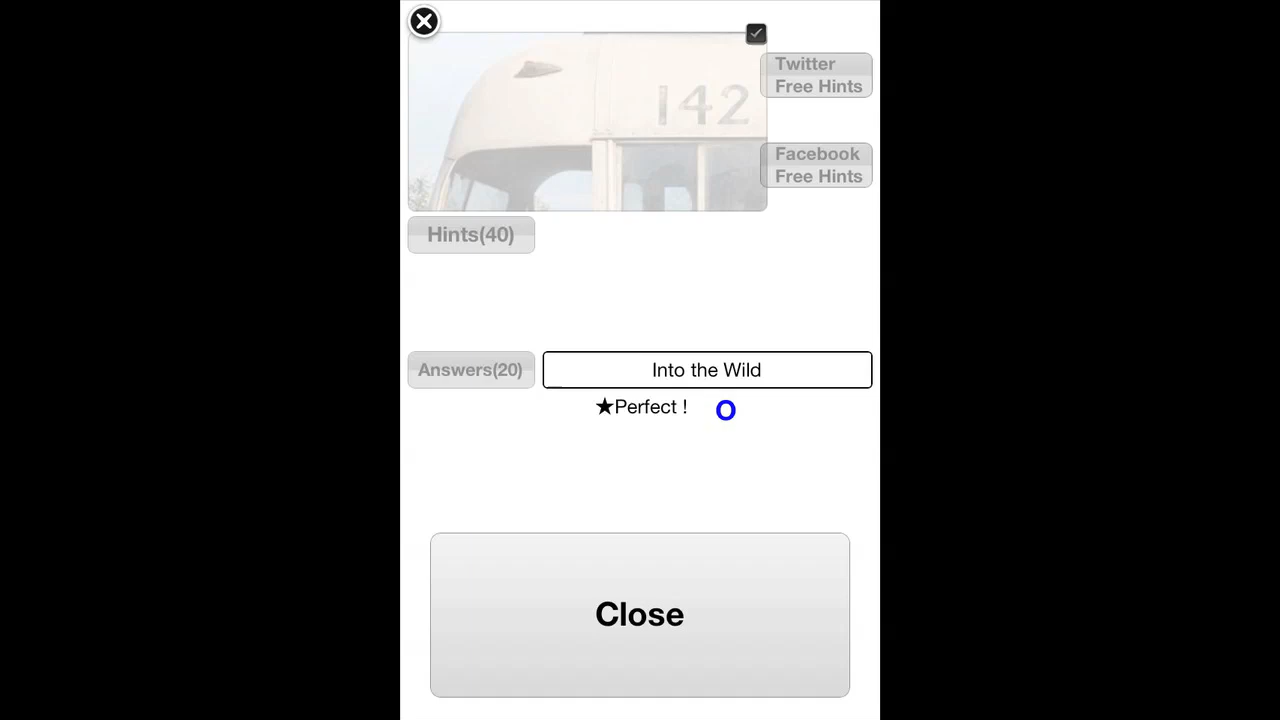 142
Twitter
Free Hints
Facebook
Free Hints
Hints(40)
Answers(20)
Into the Wild
★Perfect !
O
Close